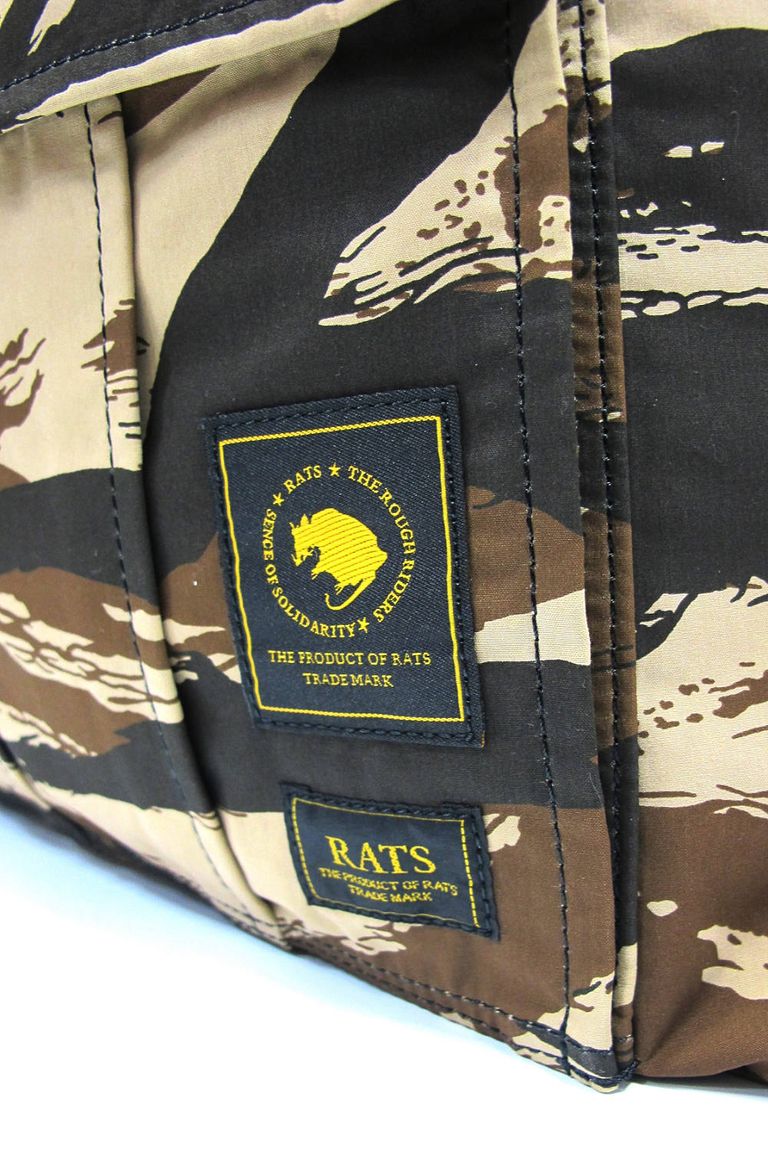 ★ RATS ★ THE ROUGH RIDERS
★ SENCE OF SOLIDARITY
THE PRODUCT OF RATS
TRADE MARK
RATS
THE PRODUCT OF RATS
TRADE MARK